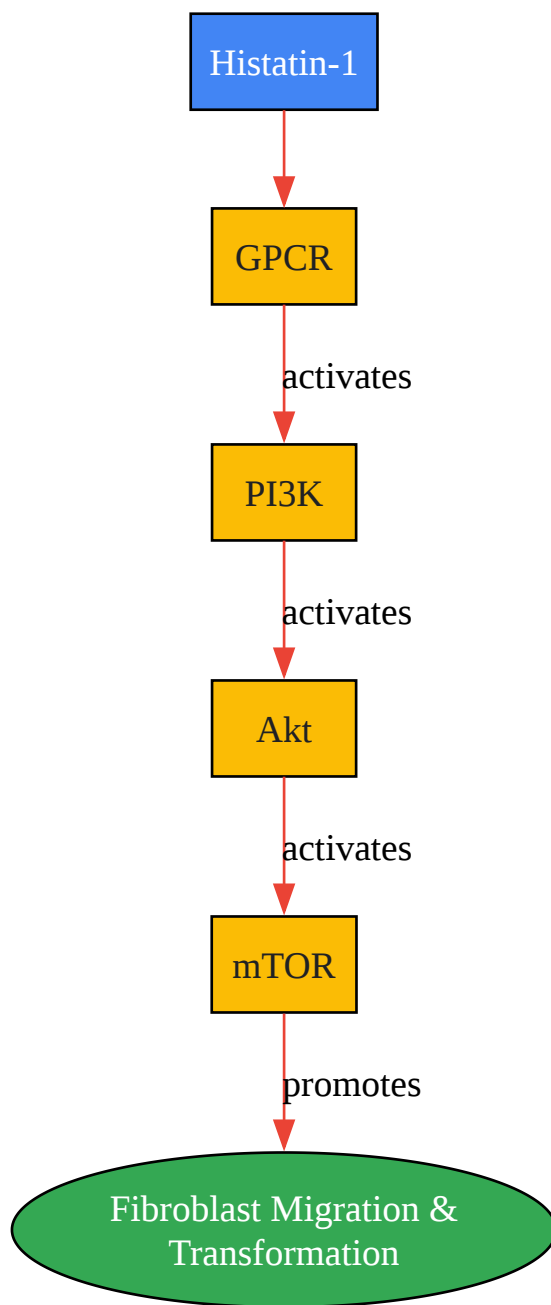 Histatin-1
GPCR
activates
PI3K
activates
Akt
activates
mTOR
promotes
Fibroblast Migration &
Transformation